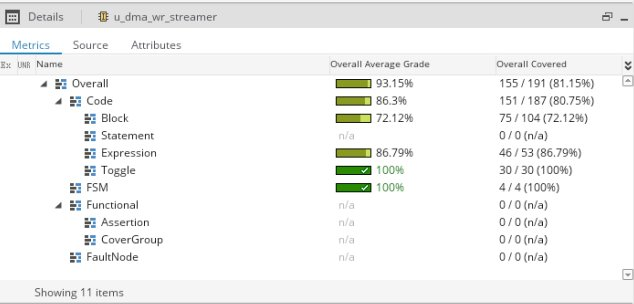 Details u_dma_wr_streamer
Metrics Source Attributes
Ex UNR Name Overall Average Grade Overall Covered
Overall 93.15% 155 / 191 (81.15%)
Code 86.3% 151 / 187 (80.75%)
Block 72.12% 75 / 104 (72.12%)
Statement n/a 0 / 0 (n/a)
Expression 86.79% 46 / 53 (86.79%)
Toggle 100% 30 / 30 (100%)
FSM 100% 4 / 4 (100%)
Functional n/a 0 / 0 (n/a)
Assertion n/a 0 / 0 (n/a)
CoverGroup n/a 0 / 0 (n/a)
FaultNode n/a 0 / 0 (n/a)
Showing 11 items